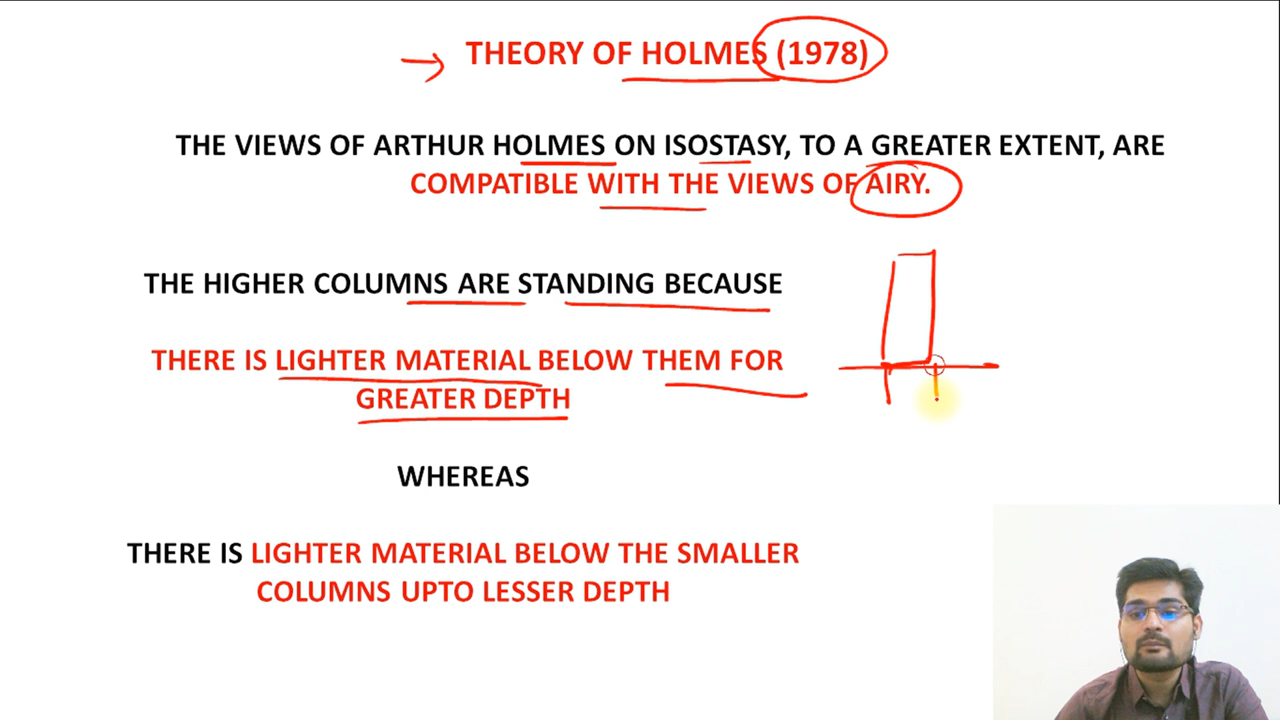 THEORY OF HOLMES (1978)
THE VIEWS OF ARTHUR HOLMES ON ISOSTASY, TO A GREATER EXTENT, ARE
COMPATIBLE WITH THE VIEWS OF AIRY.
THE HIGHER COLUMNS ARE STANDING BECAUSE
THERE IS LIGHTER MATERIAL BELOW THEM FOR
GREATER DEPTH
WHEREAS
THERE IS LIGHTER MATERIAL BELOW THE SMALLER
COLUMNS UPTO LESSER DEPTH